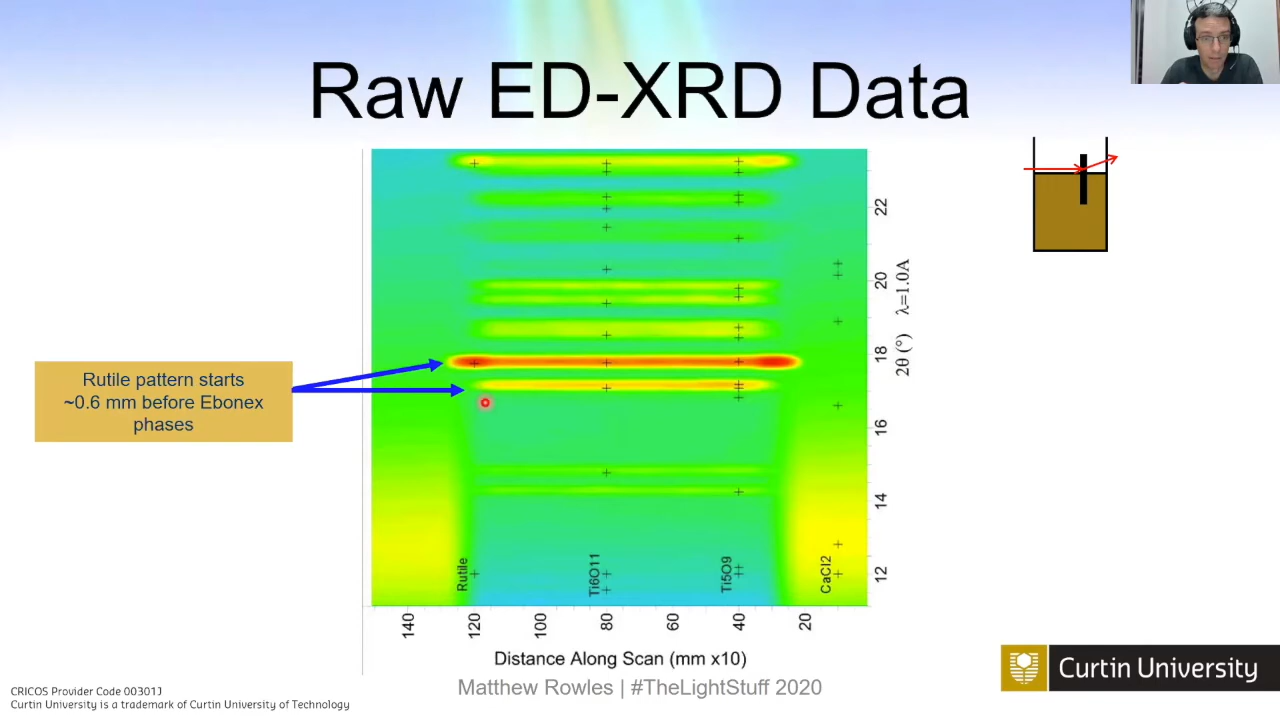 Raw ED-XRD Data
Rutile pattern starts
~0.6 mm before Ebonex
phases
Rutile
Ti6O11
Ti5O9
CaCl2
12
14
16
18
20
22
2θ (°) λ=1.0A
140
120
100
80
60
40
20
Distance Along Scan (mm x10)
Matthew Rowles | #TheLightStuff 2020
CRICOS Provider Code 00301J
Curtin University is a trademark of Curtin University of Technology
Curtin University